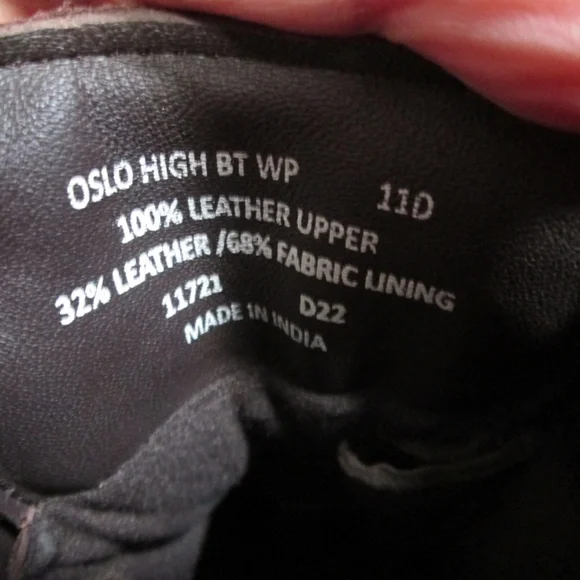 OSLO HIGH BT WP 11D
100% LEATHER UPPER
32% LEATHER /68% FABRIC LINING
11721 D22
MADE IN INDIA